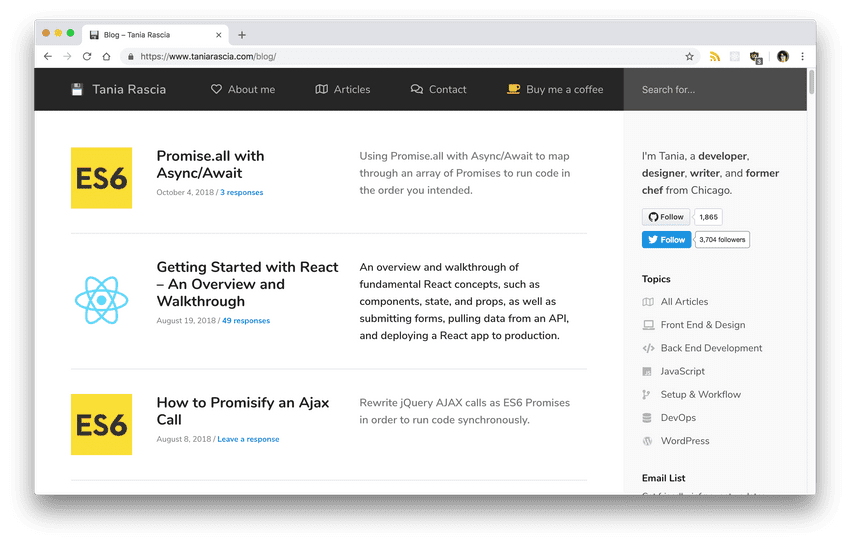 Blog – Tania Rascia
https://www.taniarascia.com/blog/
3
Tania Rascia
About me
Articles
Contact
Buy me a coffee
Search for...
ES6
Promise.all with
Async/Await
October 4, 2018 / 3 responses
Using Promise.all with Async/Await to map
through an array of Promises to run code in
the order you intended.
Getting Started with React
– An Overview and
Walkthrough
August 19, 2018 / 49 responses
An overview and walkthrough of
fundamental React concepts, such as
components, state, and props, as well as
submitting forms, pulling data from an API,
and deploying a React app to production.
ES6
How to Promisify an Ajax
Call
August 8, 2018 / Leave a response
Rewrite jQuery AJAX calls as ES6 Promises
in order to run code synchronously.
I'm Tania, a developer,
designer, writer, and former
chef from Chicago.
Follow 1,865
Follow 3,704 followers
Topics
All Articles
Front End & Design
Back End Development
JavaScript
Setup & Workflow
DevOps
WordPress
Email List